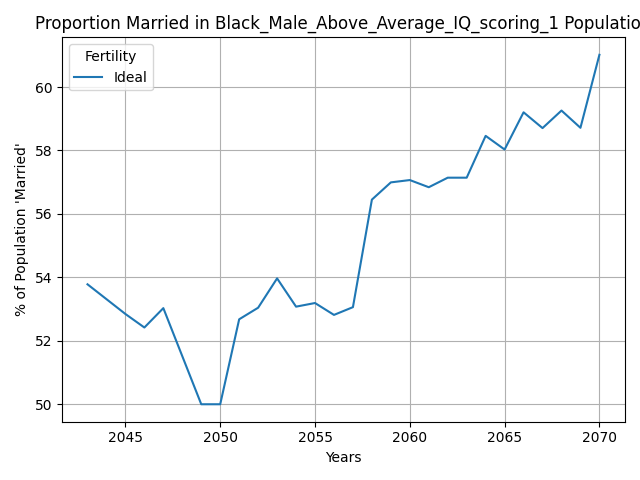 Proportion Married in Black_Male_Above_Average_IQ_scoring_1 Populatio
Fertility
Ideal
% of Population 'Married'
60
58
56
54
52
50
2045 2050 2055 2060 2065 2070
Years